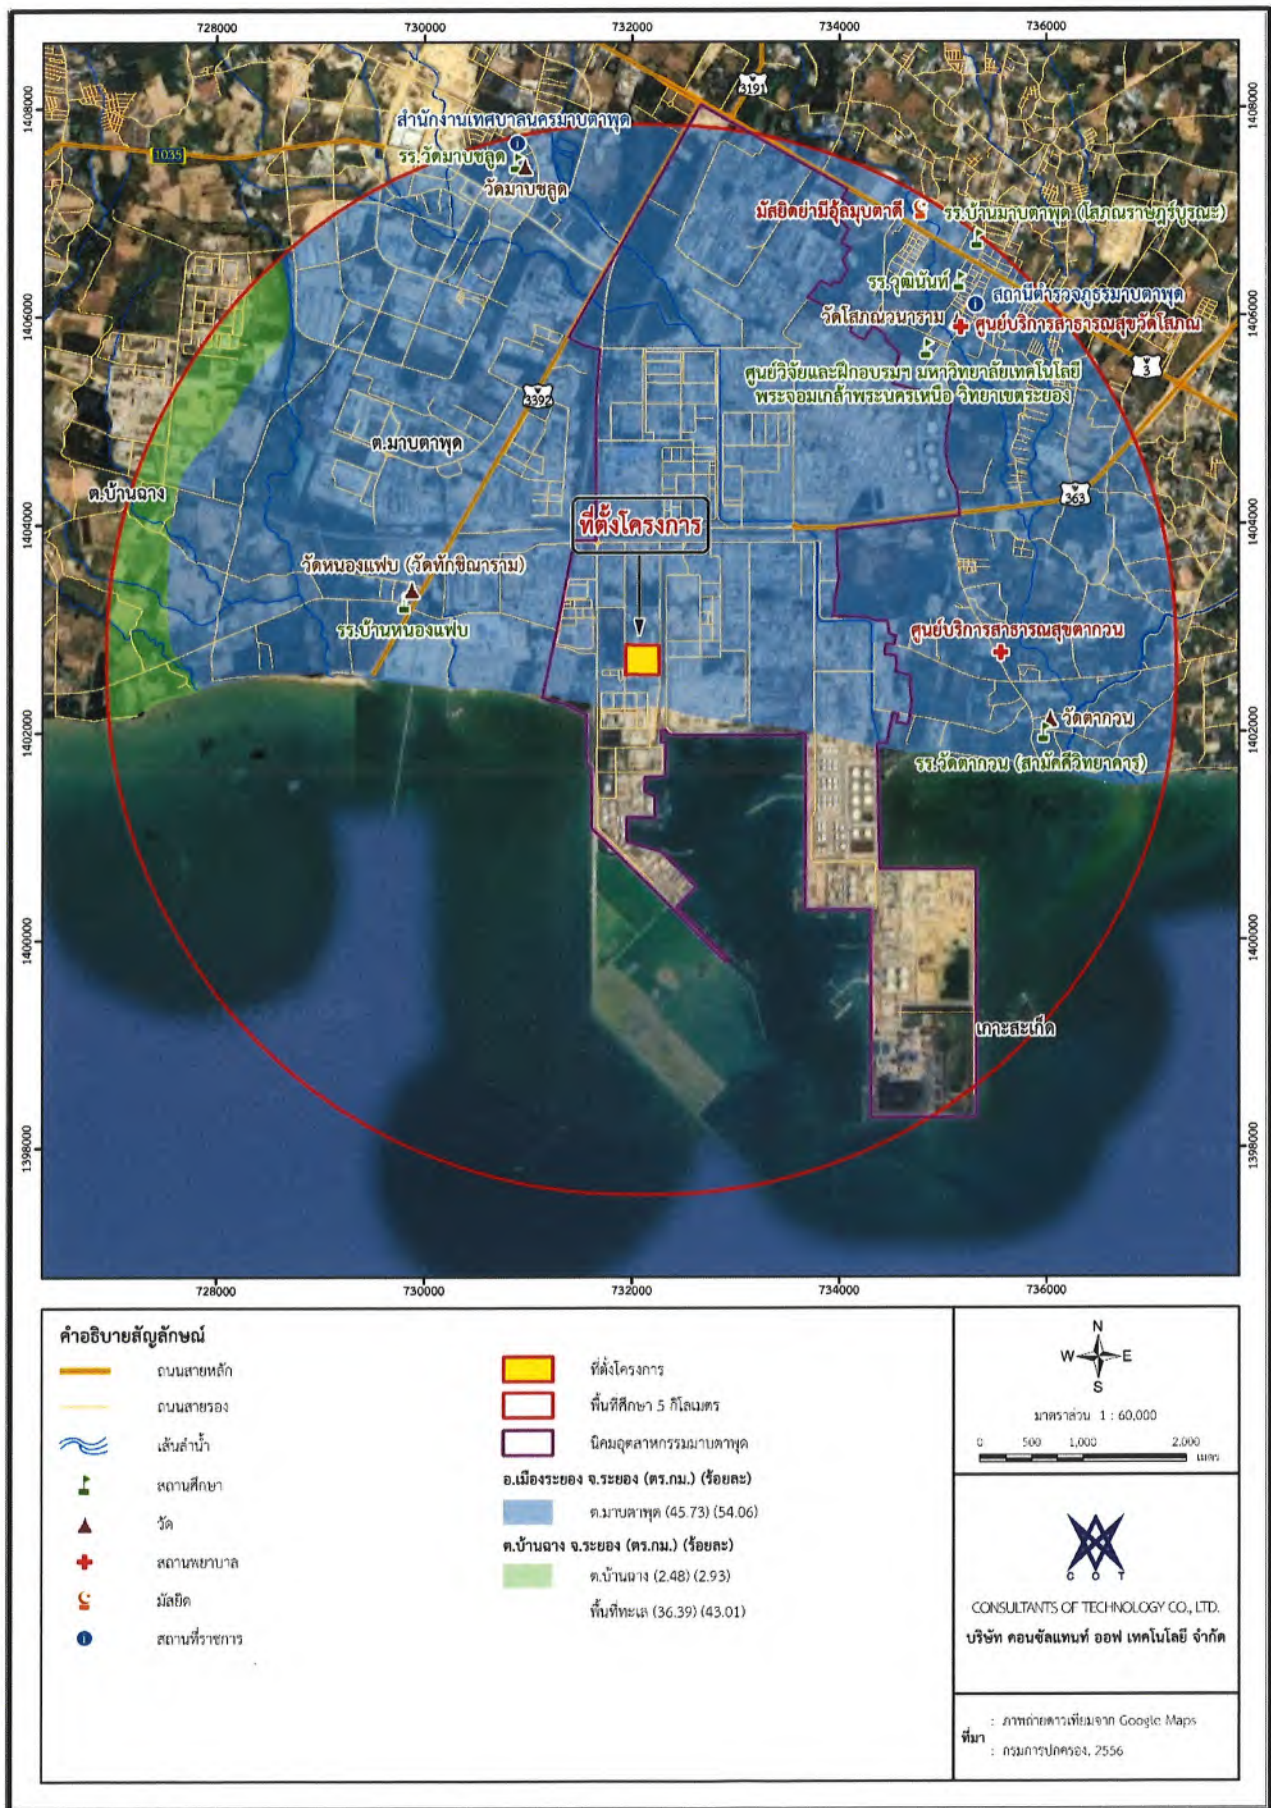 728000 730000 732000 734000 736000
1408000
1406000
1404000
1402000
1400000
1398000
1408000
1406000
1404000
1402000
1400000
1398000
3191
1035
สำนักงานเทศบาลนครมาบตาพุด
รร.วัดมาบชลูด
วัดมาบชลูด
มัสยิดย่ามีอุ้ลมุบตาดี
รร.บ้านมาบตาพุด (โสภณราษฎร์บูรณะ)
รร.วุฒินันท์
สถานีตำรวจภูธรมาบตาพุด
วัดโสภณวนาราม
ศูนย์บริการสาธารณสุขวัดโสภณ
3
ศูนย์วิจัยและฝึกอบรมฯ มหาวิทยาลัยเทคโนโลยี
พระจอมเกล้าพระนครเหนือ วิทยาเขตระยอง
3392
ต.มาบตาพุด
ต.บ้านฉาง
363
ที่ตั้งโครงการ
วัดหนองแฟบ (วัดทักษิณาราม)
รร.บ้านหนองแฟบ
ศูนย์บริการสาธารณสุขตากวน
วัดตากวน
รร.วัดตากวน (สามัคคีวิทยาคาร)
เกาะสะเก็ด
728000 730000 732000 734000 736000
คำอธิบายสัญลักษณ์
ถนนสายหลัก
ถนนสายรอง
เส้นลำน้ำ
สถานศึกษา
วัด
สถานพยาบาล
มัสยิด
สถานที่ราชการ
ที่ตั้งโครงการ
พื้นที่ศึกษา 5 กิโลเมตร
นิคมอุตสาหกรรมมาบตาพุด
อ.เมืองระยอง จ.ระยอง (ตร.กม.) (ร้อยละ)
ต.มาบตาพุด (45.73) (54.06)
ต.บ้านฉาง จ.ระยอง (ตร.กม.) (ร้อยละ)
ต.บ้านฉาง (2.48) (2.93)
พื้นที่ทะเล (36.39) (43.01)
N
W E
S
มาตราส่วน 1 : 60,000
0 500 1,000 2,000
เมตร
C O T
CONSULTANTS OF TECHNOLOGY CO., LTD.
บริษัท คอนซัลแทนท์ ออฟ เทคโนโลยี จำกัด
ที่มา : ภาพถ่ายดาวเทียมจาก Google Maps
: กรมการปกครอง, 2556